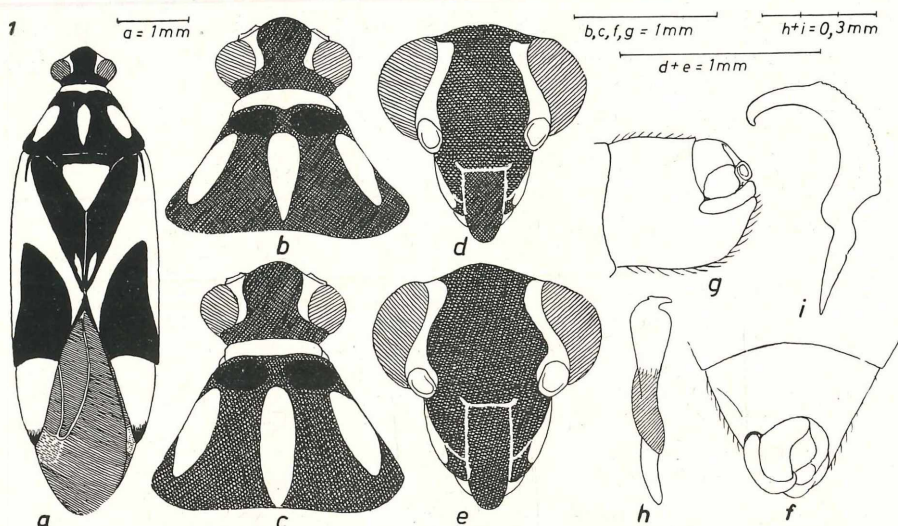 1
a = 1mm
b,c,f,g = 1mm
h+i=0,3mm
d+e=1mm
a
b
c
d
e
g
i
h
f